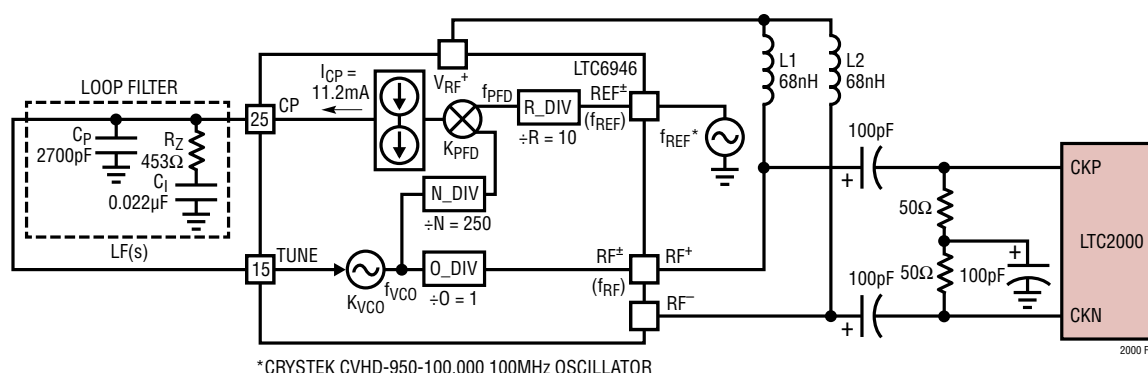 LOOP FILTER
C_P
2700pF
R_Z
453Ω
C_I
0.022µF
LF(s)
25
CP
15
TUNE
I_CP =
11.2mA
V_RF⁺
LTC6946
f_PFD
K_PFD
R_DIV
÷R = 10
REF±
(f_REF)
f_REF*
N_DIV
÷N = 250
K_VCO
f_VCO
O_DIV
÷O = 1
RF±
(f_RF)
RF⁺
RF⁻
L1
68nH
L2
68nH
100pF
+
50Ω
50Ω
100pF
+
100pF
+
CKP
LTC2000
CKN
*CRYSTEK CVHD-950-100.000 100MHz OSCILLATOR
2000 F